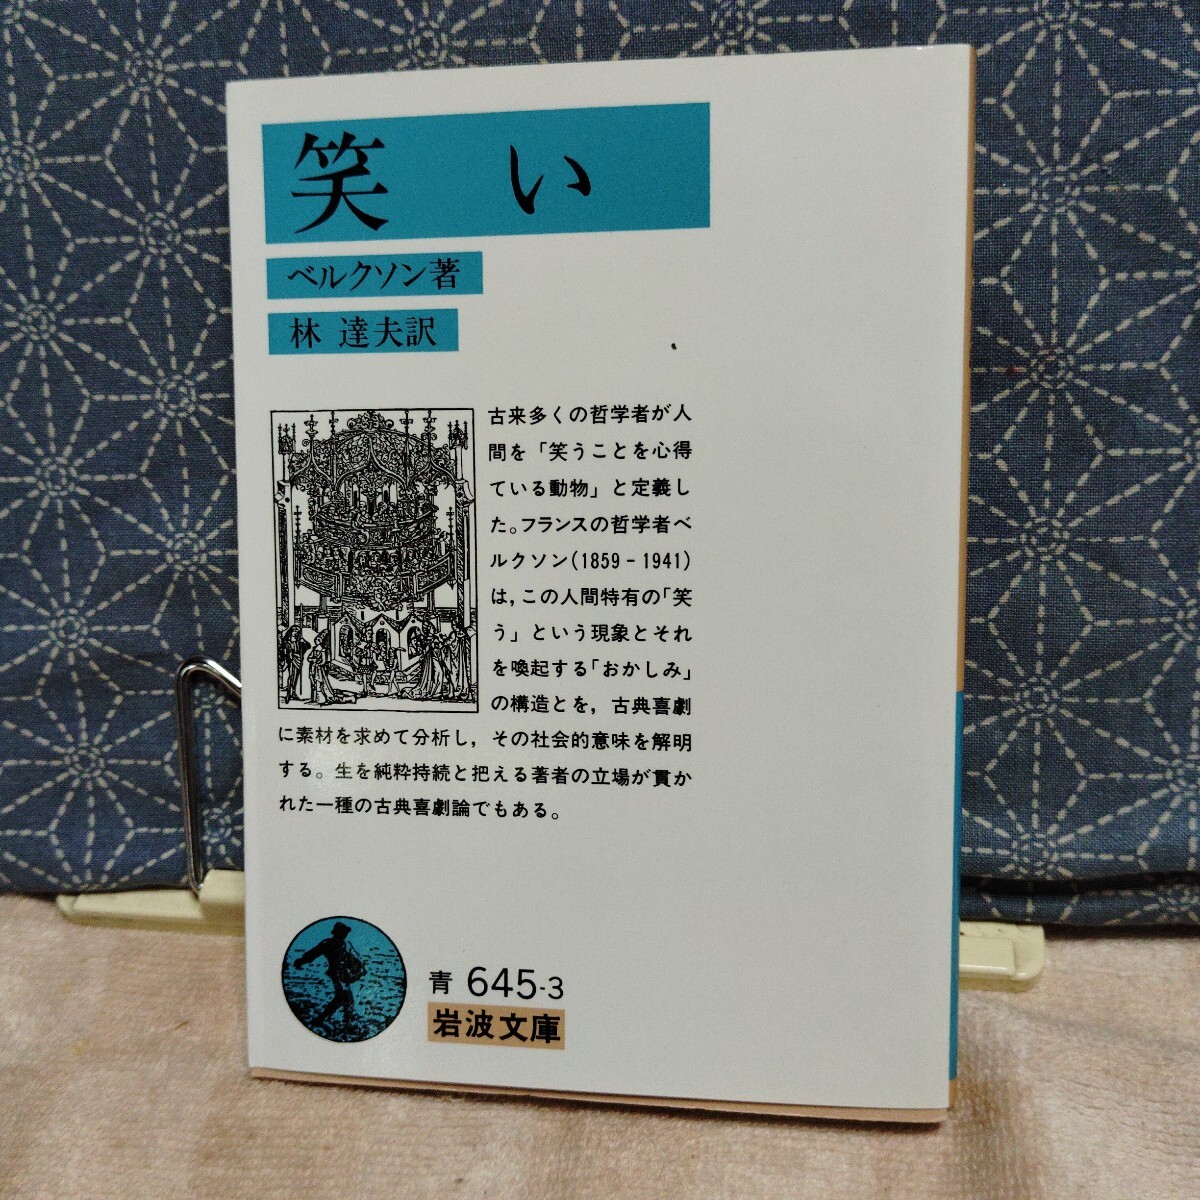 笑い
ベルクソン著
林 達夫訳
古来多くの哲学者が人
間を「笑うことを心得
ている動物」と定義し
た。フランスの哲学者ベ
ルクソン(1859-1941)
は,この人間特有の「笑
う」という現象とそれ
を喚起する「おかしみ」
の構造とを,古典喜劇
に素材を求めて分析し,その社会的意味を解明
する。生を純粋持続と把える著者の立場が貫か
れた一種の古典喜劇論でもある。
青 645-3
岩波文庫